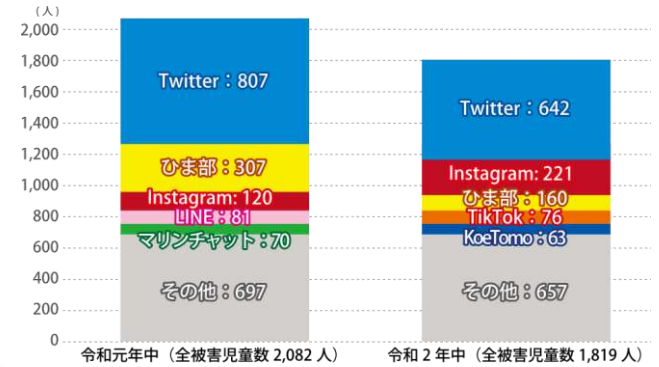 （人）
2,000
1,800
1,600
1,400
1,200
1,000
800
600
400
200
0
Twitter：807
ひま部：307
Instagram: 120
LINE：81
マリンチャット：70
その他：697
令和元年中（全被害児童数 2,082 人）
Twitter：642
Instagram: 221
ひま部：160
TikTok：76
KoeTomo：63
その他：657
令和 2 年中（全被害児童数 1,819 人）